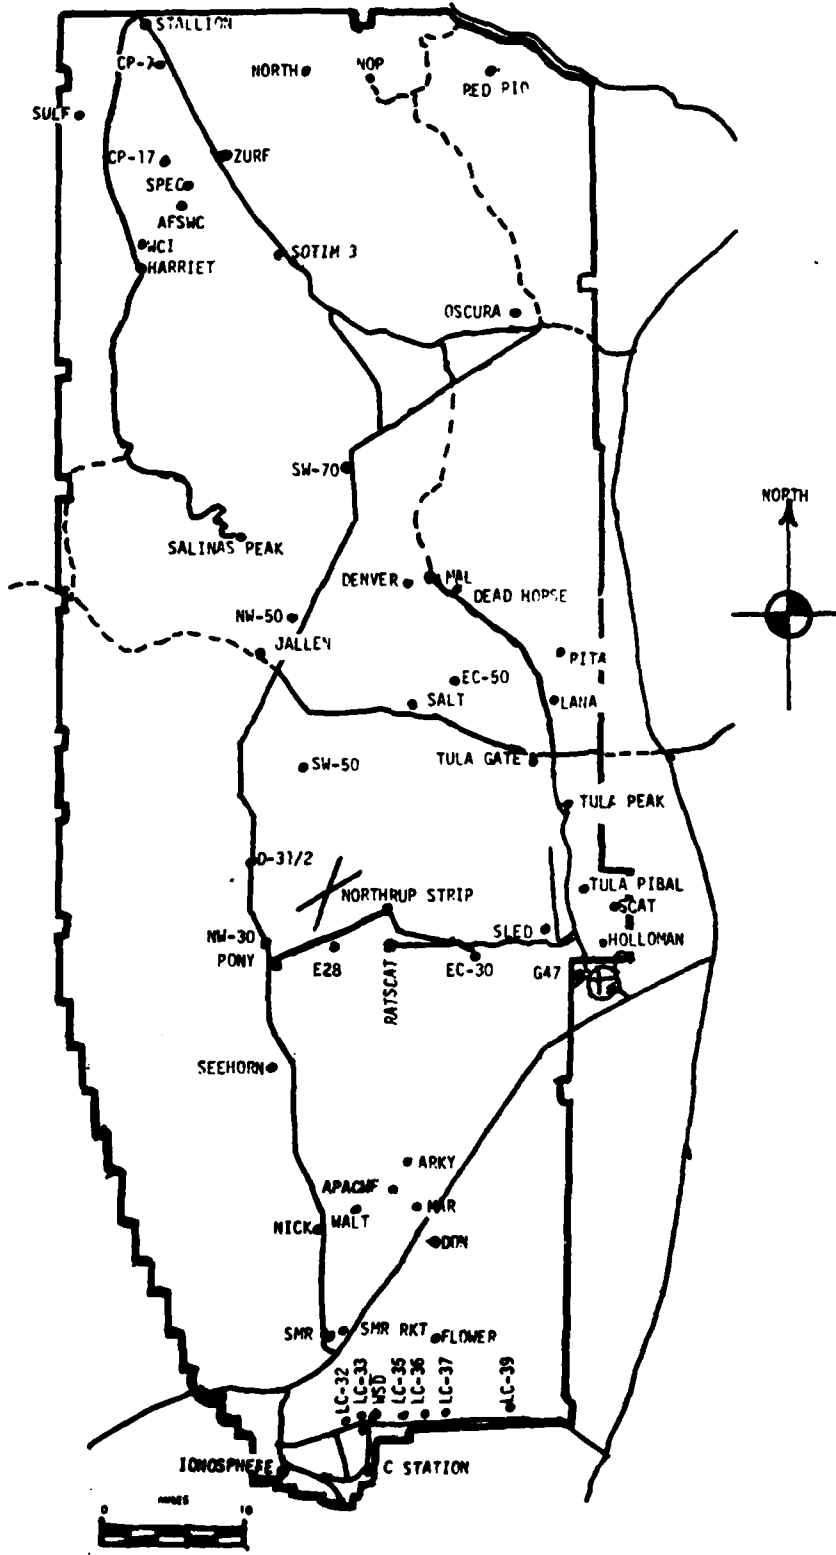 STALLION
CP-7
NORTH
NOP
RED RIO
SULF
CP-17
ZURF
SPEC
AFSWC
WCI
HARRIET
SOTIM 3
OSCURA
SW-70
NORTH
SALINAS PEAK
DENVER
MAL
DEAD HORSE
NW-50
JALLEN
PITA
EC-50
SALT
LANA
TULA GATE
SW-50
TULA PEAK
D-31/2
TULA PIBAL
NORTHRUP STRIP
SCAT
SLED
NW-30
HOLLOMAN
PONY
E28
RATSCAT
EC-30
G47
SEEHORN
ARKY
MAR
WALT
NICK
DON
SMR
SMR RKT
FLOWER
LC-32
LC-33
WSD
LC-35
LC-36
LC-37
LC-39
IONOSPHERE
C STATION
0
MILES
10